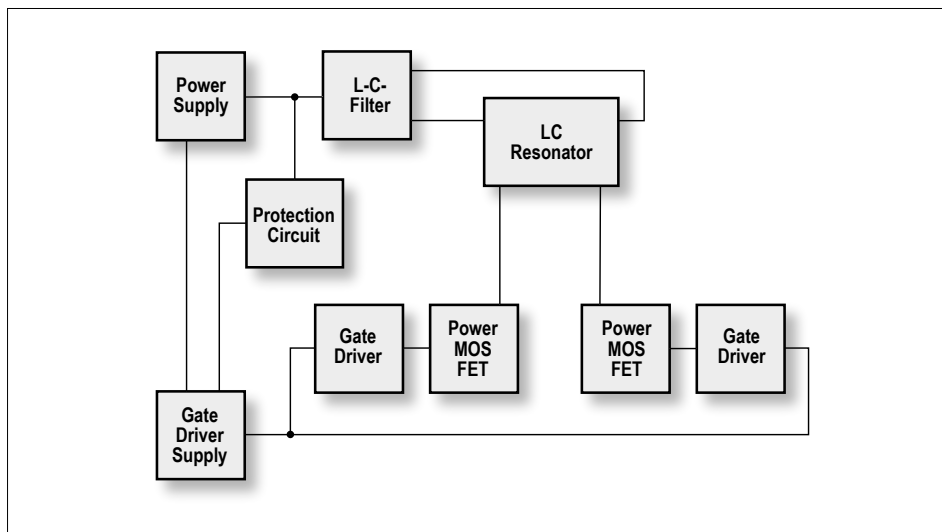 Power
Supply
L-C-
Filter
LC
Resonator
Protection
Circuit
Gate
Driver
Power
MOS
FET
Power
MOS
FET
Gate
Driver
Gate
Driver
Supply